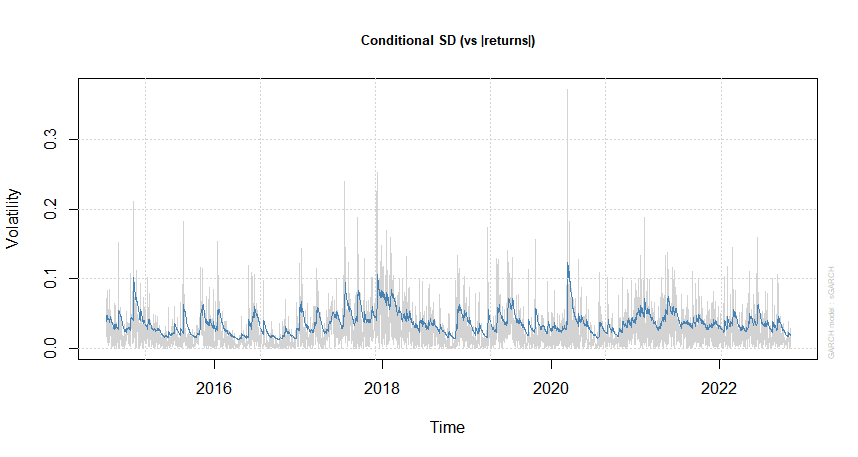 Conditional SD (vs |returns|)
Volatility
0.3
0.2
0.1
0.0
2016
2018
2020
2022
Time
GARCH model : sGARCH